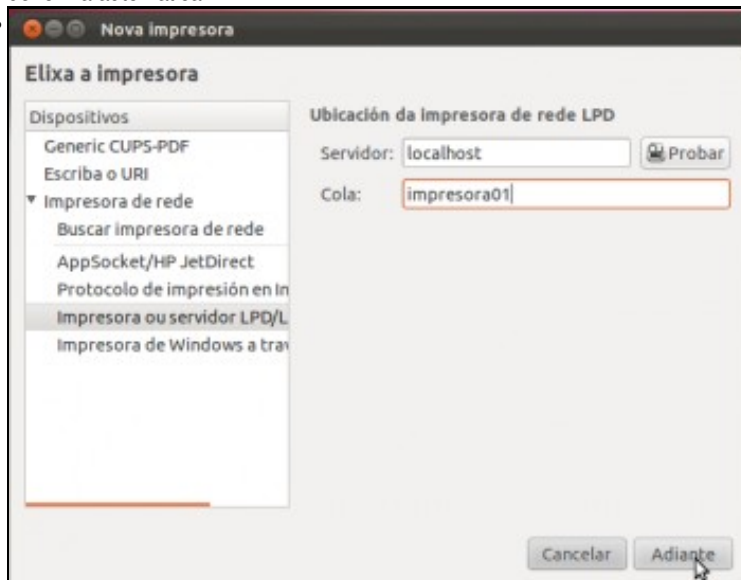 Nova impresora
Elixa a impresora
Dispositivos
Generic CUPS-PDF
Escriba o URI
Impresora de rede
Buscar impresora de rede
AppSocket/HP JetDirect
Protocolo de impresión en In
Impresora ou servidor LPD/L
Impresora de Windows a trav
Ubicación da impresora de rede LPD
Servidor: localhost Probar
Cola: impresora01
Cancelar Adiante